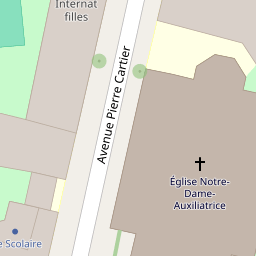 Internat
filles
Avenue Pierre Cartier
Église Notre-
Dame-
Auxiliatrice
Scolaire